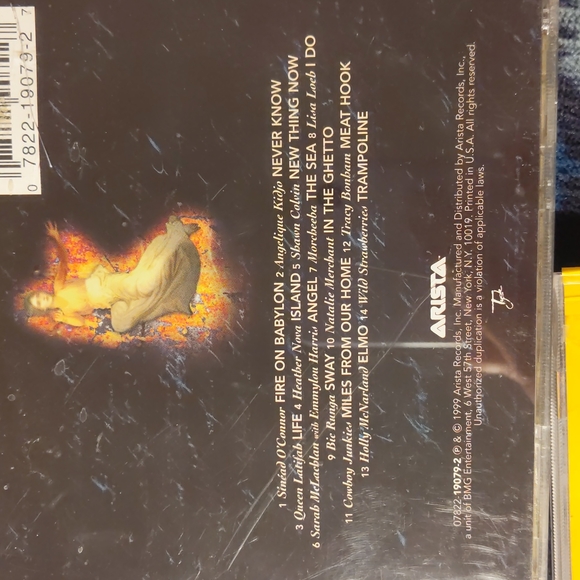 0 7822-19079-2 7
1 Sinéad O'Connor FIRE ON BABYLON 2 Angelique Kidjo NEVER KNOW
3 Queen Latifah LIFE 4 Heather Nova ISLAND 5 Shawn Colvin NEW THING NOW
6 Sarah McLachlan with Emmylou Harris ANGEL 7 Morcheeba THE SEA 8 Lisa Loeb I DO
9 Bic Runga SWAY 10 Natalie Merchant IN THE GHETTO
11 Cowboy Junkies MILES FROM OUR HOME 12 Tracy Bonham MEAT HOOK
13 Holly McNarland ELMO 14 Wild Strawberries TRAMPOLINE
ARISTA
07822-19079-2 ℗ & © 1999 Arista Records, Inc. Manufactured and Distributed by Arista Records, Inc.,
a unit of BMG Entertainment, 6 West 57th Street, New York, N.Y. 10019. Printed in U.S.A. All rights reserved.
Unauthorized duplication is a violation of applicable laws.